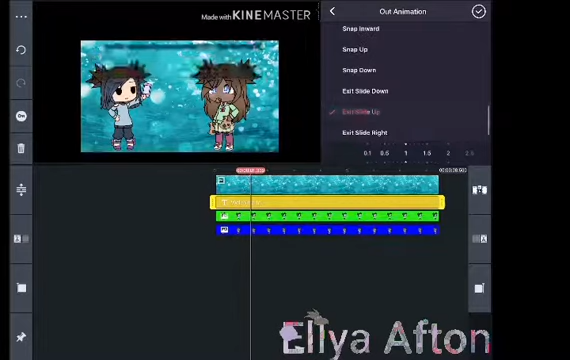 Made with KINEMASTER
Out Animation
Snap Inward
Snap Up
Snap Down
Exit Slide Down
Exit Slide Up
Exit Slide Right
0.1 0.5 1 1.5 2 2.5
Ellya Afton